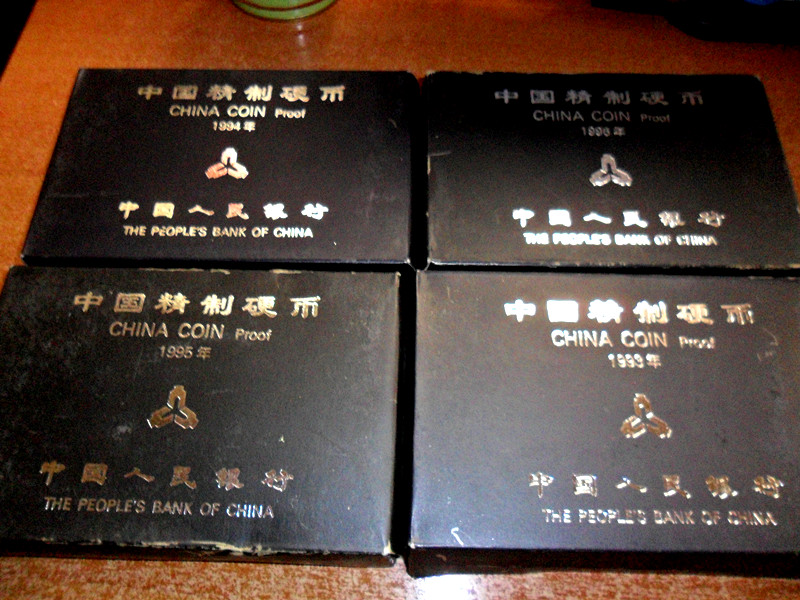 中国精制硬币
CHINA COIN Proof
1994年
中国人民银行
THE PEOPLE'S BANK OF CHINA
中国精制硬币
CHINA COIN Proof
1996年
中国人民银行
THE PEOPLE'S BANK OF CHINA
中国精制硬币
CHINA COIN Proof
1995年
中国人民银行
THE PEOPLE'S BANK OF CHINA
中国精制硬币
CHINA COIN Proof
1993年
中国人民银行
THE PEOPLE'S BANK OF CHINA